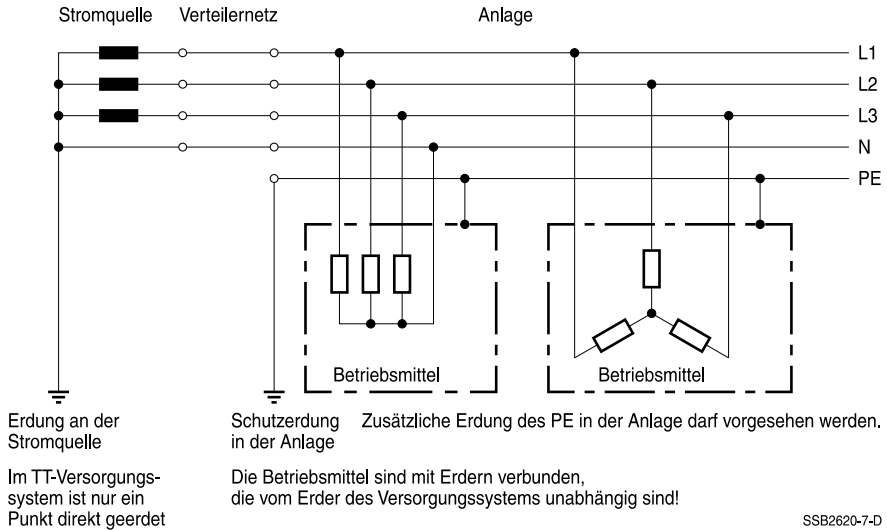 Stromquelle
Verteilernetz
Anlage
L1
L2
L3
N
PE
Betriebsmittel
Betriebsmittel
Erdung an der
Stromquelle
Schutzerdung
in der Anlage
Zusätzliche Erdung des PE in der Anlage darf vorgesehen werden.
Im TT-Versorgungs-
system ist nur ein
Punkt direkt geerdet
Die Betriebsmittel sind mit Erdern verbunden,
die vom Erder des Versorgungssystems unabhängig sind!
SSB2620-7-D